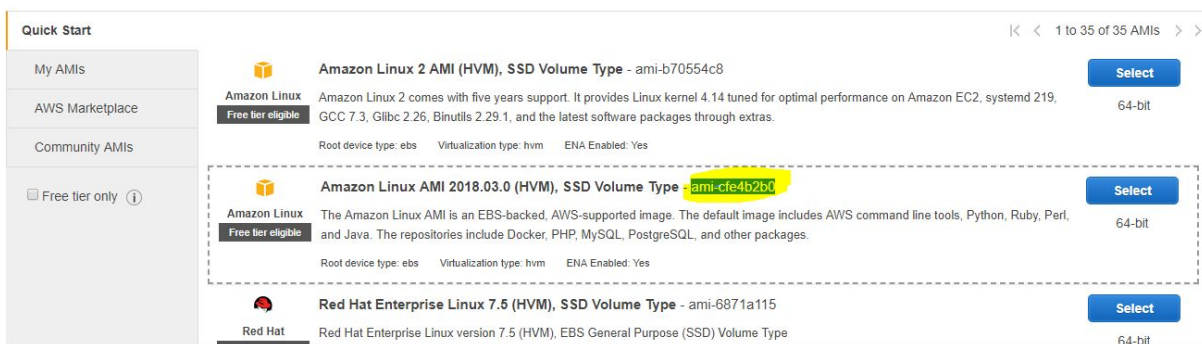 Quick Start
1 to 35 of 35 AMIs
My AMIs
AWS Marketplace
Community AMIs
Free tier only
Amazon Linux
Free tier eligible
Amazon Linux 2 AMI (HVM), SSD Volume Type - ami-b70554c8
Amazon Linux 2 comes with five years support. It provides Linux kernel 4.14 tuned for optimal performance on Amazon EC2, systemd 219,
GCC 7.3, Glibc 2.26, Binutils 2.29.1, and the latest software packages through extras.
Root device type: ebs Virtualization type: hvm ENA Enabled: Yes
Select
64-bit
Amazon Linux
Free tier eligible
Amazon Linux AMI 2018.03.0 (HVM), SSD Volume Type - ami-cfe4b2b0
The Amazon Linux AMI is an EBS-backed, AWS-supported image. The default image includes AWS command line tools, Python, Ruby, Perl,
and Java. The repositories include Docker, PHP, MySQL, PostgreSQL, and other packages.
Root device type: ebs Virtualization type: hvm ENA Enabled: Yes
Select
64-bit
Red Hat
Red Hat Enterprise Linux 7.5 (HVM), SSD Volume Type - ami-6871a115
Red Hat Enterprise Linux version 7.5 (HVM), EBS General Purpose (SSD) Volume Type
Select
64-bit